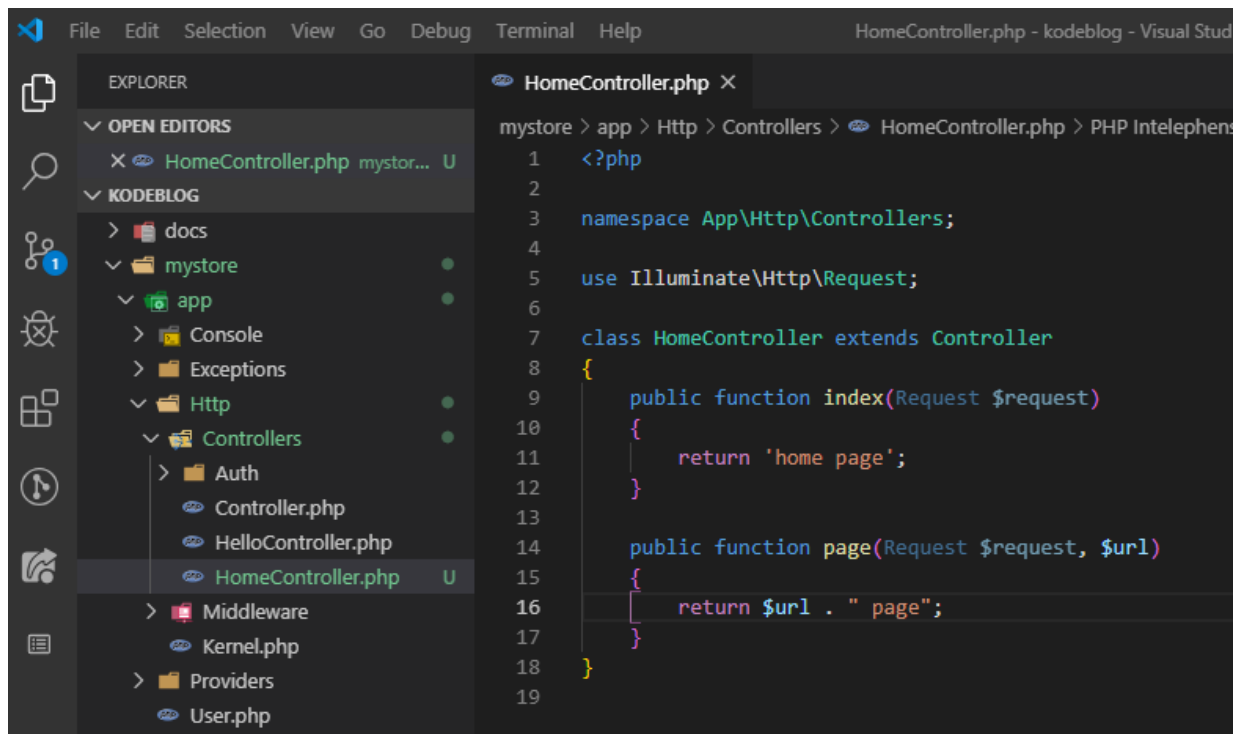 File Edit Selection View Go Debug Terminal Help HomeController.php - kodeblog - Visual Stud
EXPLORER
OPEN EDITORS
HomeController.php mystor... U
KODEBLOG
docs
mystore
app
Console
Exceptions
Http
Controllers
Auth
Controller.php
HelloController.php
HomeController.php U
Middleware
Kernel.php
Providers
User.php
1
HomeController.php
mystore > app > Http > Controllers > HomeController.php > PHP Intelephens
1 <?php
2
3 namespace App\Http\Controllers;
4
5 use Illuminate\Http\Request;
6
7 class HomeController extends Controller
8 {
9 public function index(Request $request)
10 {
11 return 'home page';
12 }
13
14 public function page(Request $request, $url)
15 {
16 return $url . " page";
17 }
18 }
19